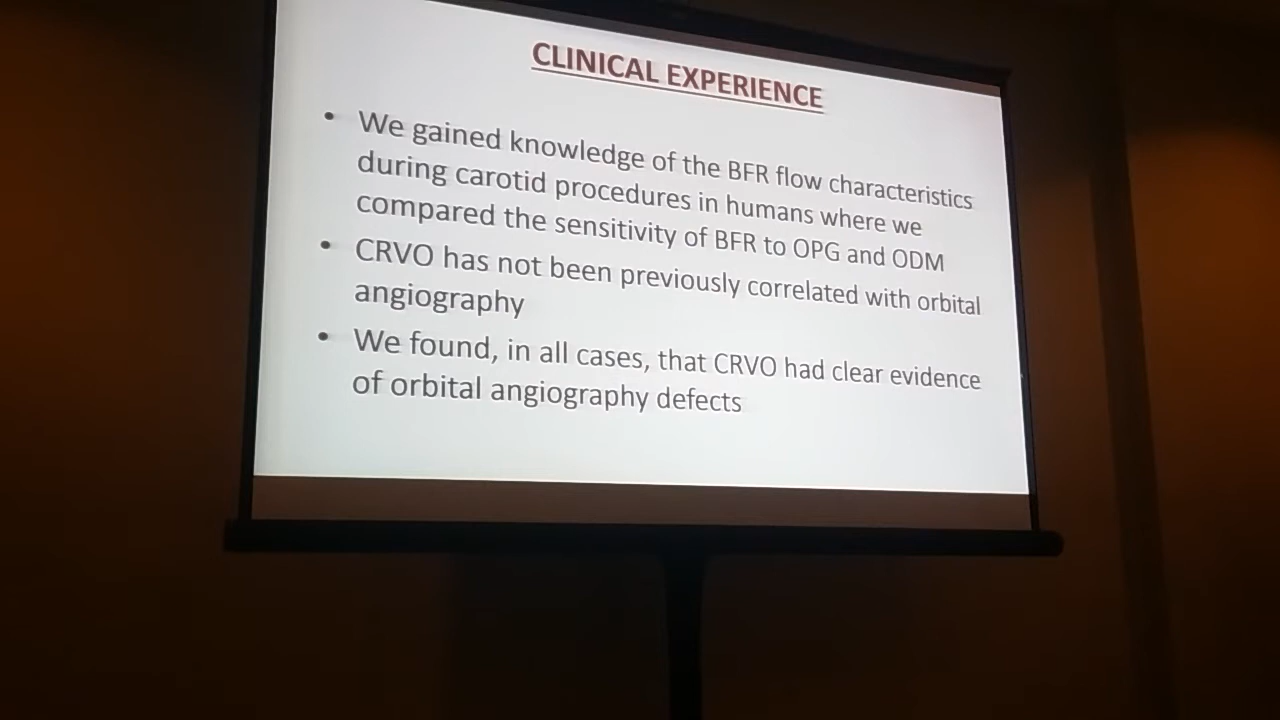 CLINICAL EXPERIENCE
• We gained knowledge of the BFR flow characteristics
during carotid procedures in humans where we
compared the sensitivity of BFR to OPG and ODM
• CRVO has not been previously correlated with orbital
angiography
• We found, in all cases, that CRVO had clear evidence
of orbital angiography defects